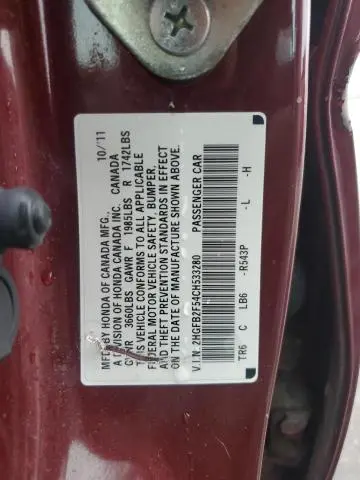 MFD.BY HONDA OF CANADA MFG., 10/11
A DIVISION OF HONDA CANADA INC. CANADA
GVWR 3660LBS GAWR F 1985LBS R 1742LBS
THIS VEHICLE CONFORMS TO ALL APPLICABLE
FEDERAL MOTOR VEHICLE SAFETY, BUMPER,
& THEFT PREVENTION STANDARDS IN EFFECT
ON THE DATE OF MANUFACTURE SHOWN ABOVE.
V.I.N. 2HGFB2F54CH533280 PASSENGER CAR
TR6 C LB6 -R543P -L -H